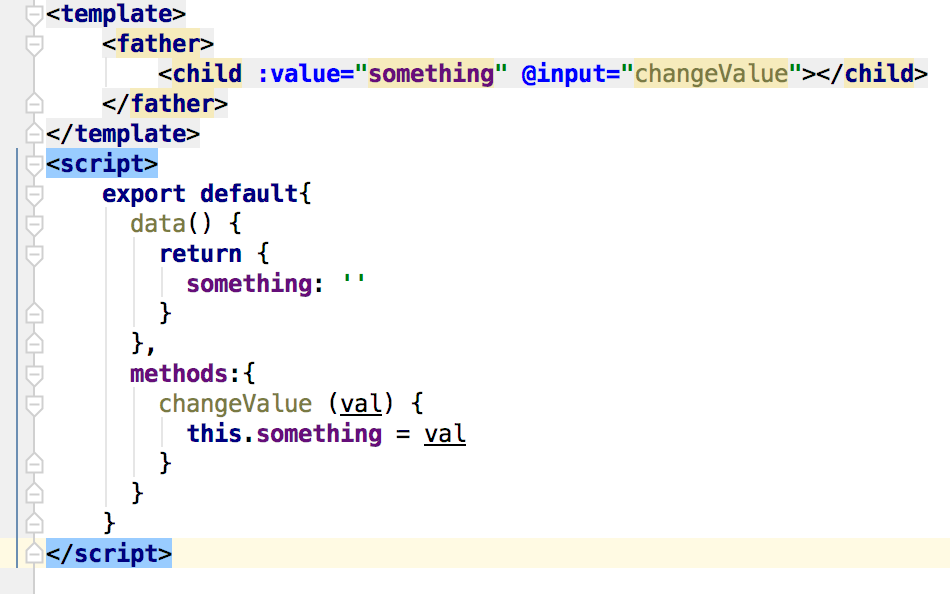 <template>
    <father>
        <child :value="something" @input="changeValue"></child>
    </father>
</template>
<script>
    export default{
      data() {
        return {
          something: ''
        }
      },
      methods:{
        changeValue (val) {
          this.something = val
        }
      }
    }
</script>